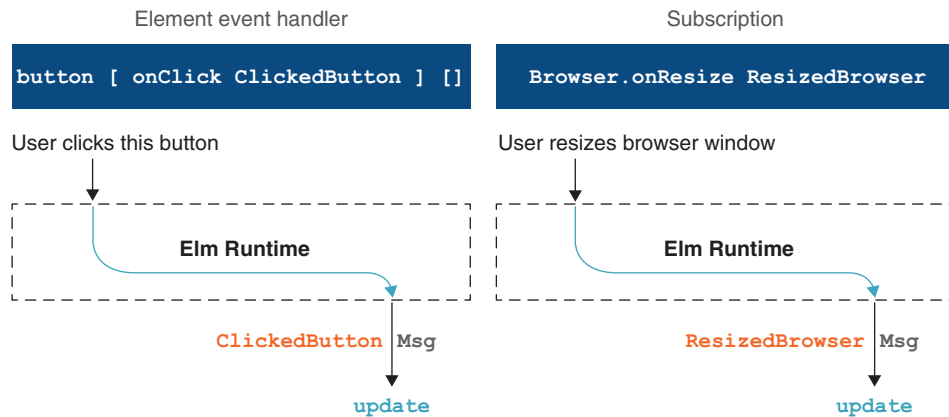 Element event handler
button [ onClick ClickedButton ] []
User clicks this button
Elm Runtime
ClickedButton Msg
update
Subscription
Browser.onResize ResizedBrowser
User resizes browser window
Elm Runtime
ResizedBrowser Msg
update